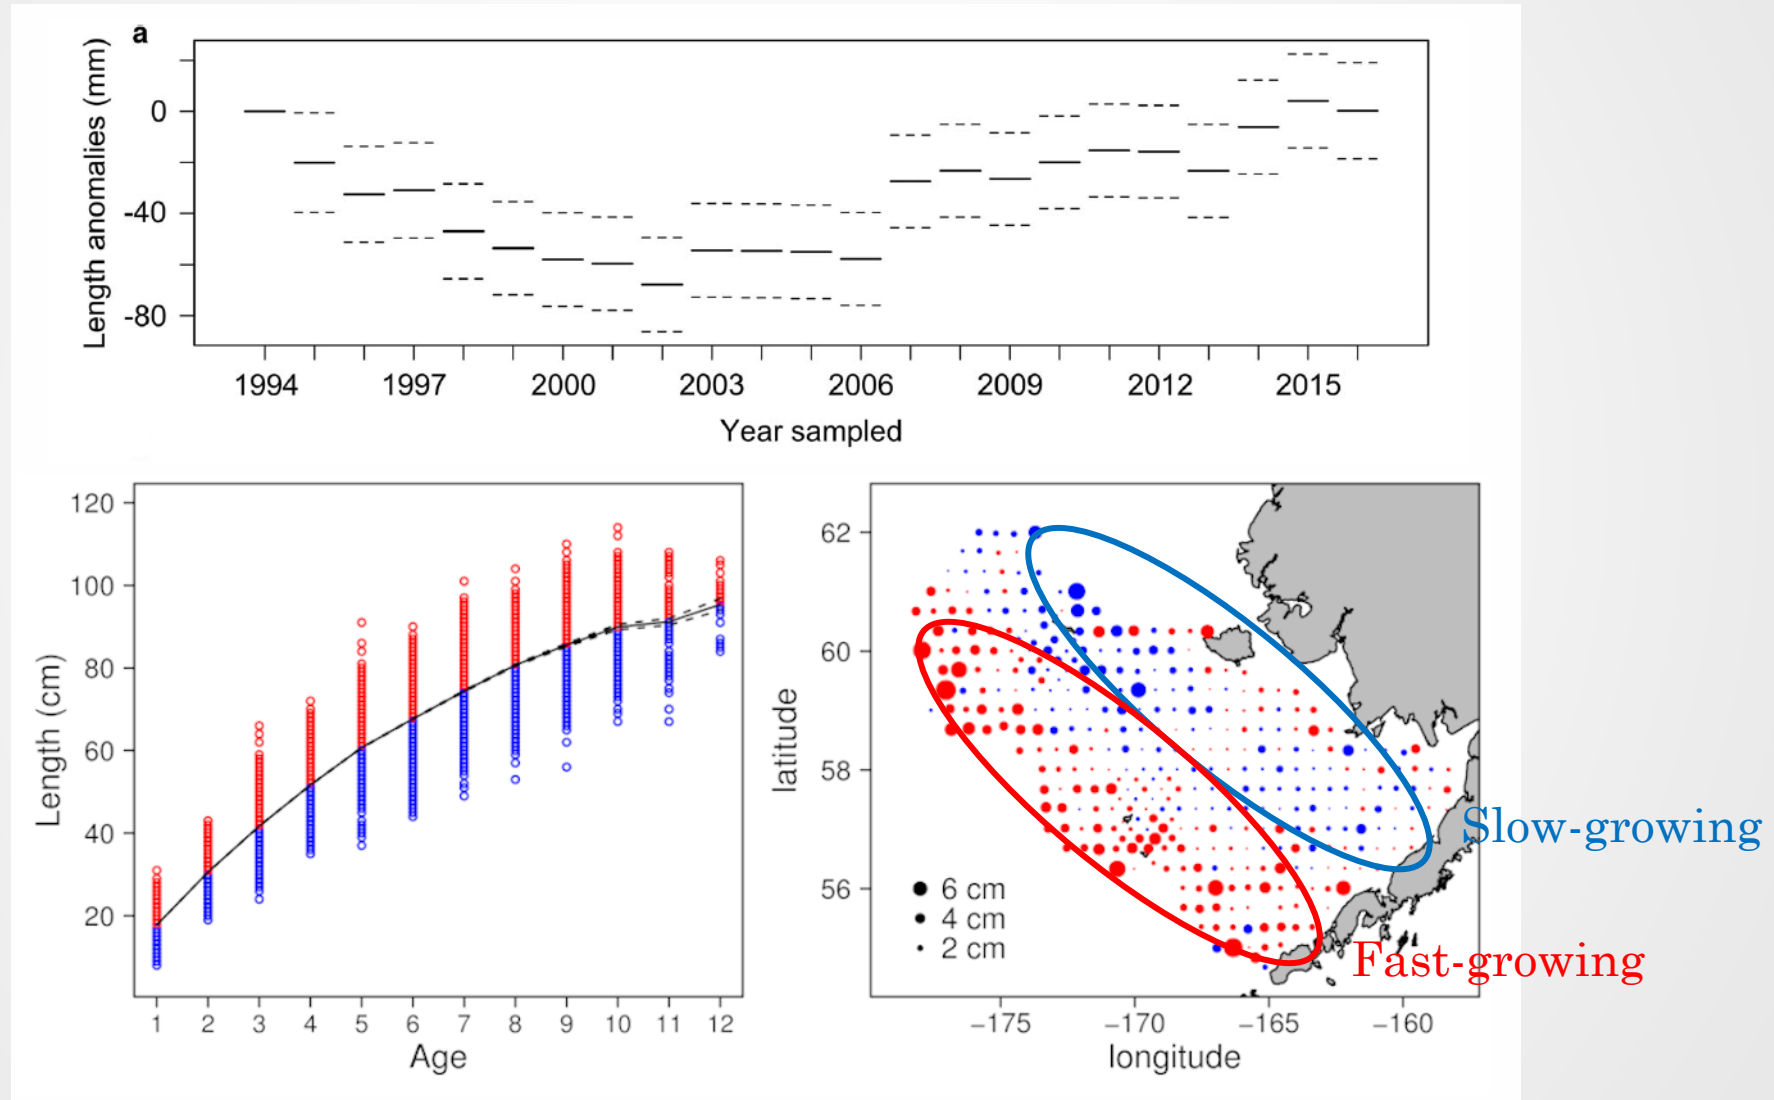 a
Length anomalies (mm)
0
-40
-80
1994 1997 2000 2003 2006 2009 2012 2015
Year sampled
Length (cm)
120
100
80
60
40
20
1 2 3 4 5 6 7 8 9 10 11 12
Age
latitude
62
60
58
56
6 cm
4 cm
2 cm
−175 −170 −165 −160
longitude
Slow-growing
Fast-growing